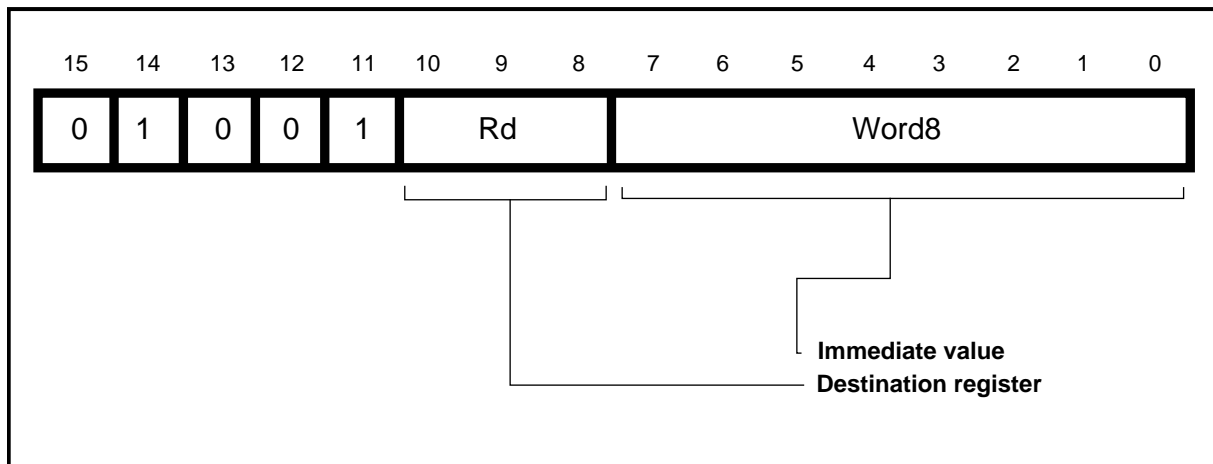 15 14 13 12 11 10 9 8 7 6 5 4 3 2 1 0
0 1 0 0 1 Rd Word8
Immediate value
Destination register